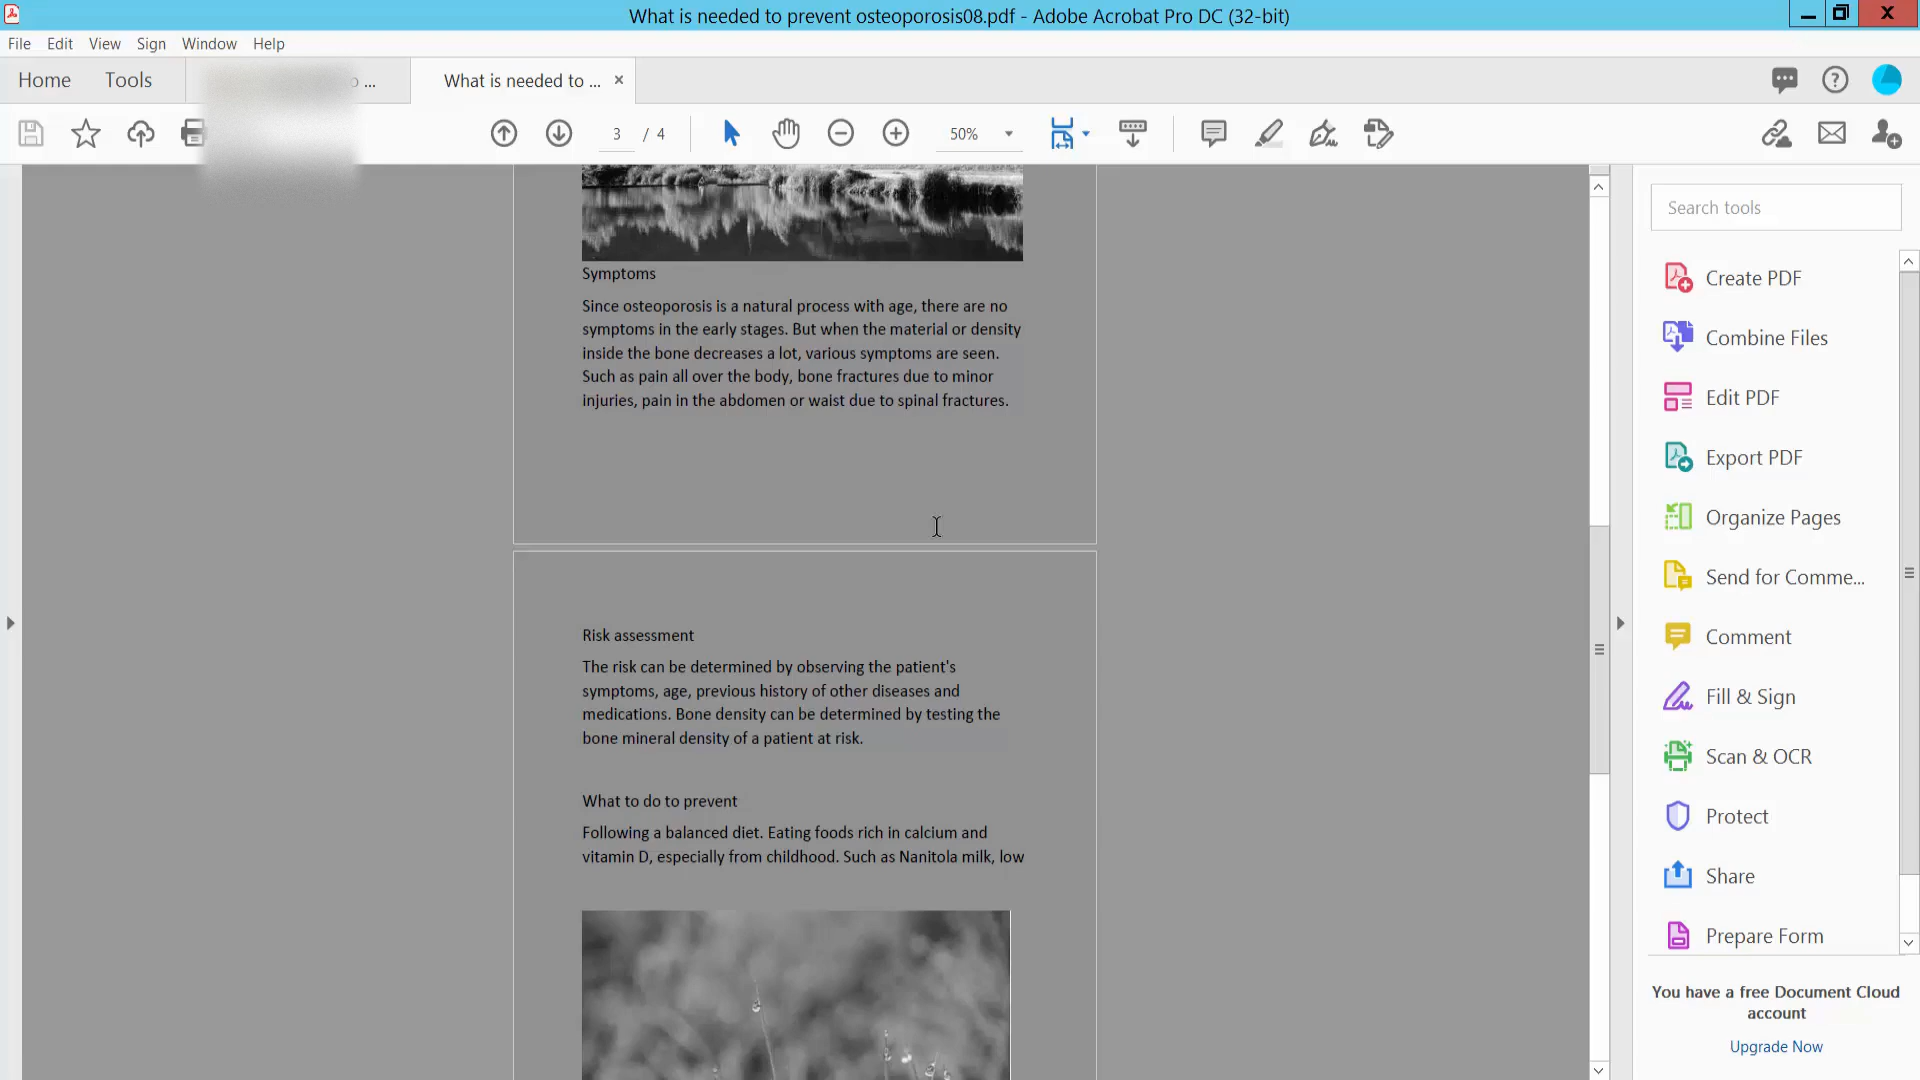 What is needed to prevent osteoporosis08.pdf - Adobe Acrobat Pro DC (32-bit)
X
File Edit View Sign Window Help
Home Tools o ... What is needed to ... ×
3 / 4 50%
Search tools
Create PDF
Combine Files
Edit PDF
Export PDF
Organize Pages
Send for Comme...
Comment
Fill & Sign
Scan & OCR
Protect
Share
Prepare Form
You have a free Document Cloud
account
Upgrade Now
Symptoms
Since osteoporosis is a natural process with age, there are no
symptoms in the early stages. But when the material or density
inside the bone decreases a lot, various symptoms are seen.
Such as pain all over the body, bone fractures due to minor
injuries, pain in the abdomen or waist due to spinal fractures.
Risk assessment
The risk can be determined by observing the patient's
symptoms, age, previous history of other diseases and
medications. Bone density can be determined by testing the
bone mineral density of a patient at risk.
What to do to prevent
Following a balanced diet. Eating foods rich in calcium and
vitamin D, especially from childhood. Such as Nanitola milk, low